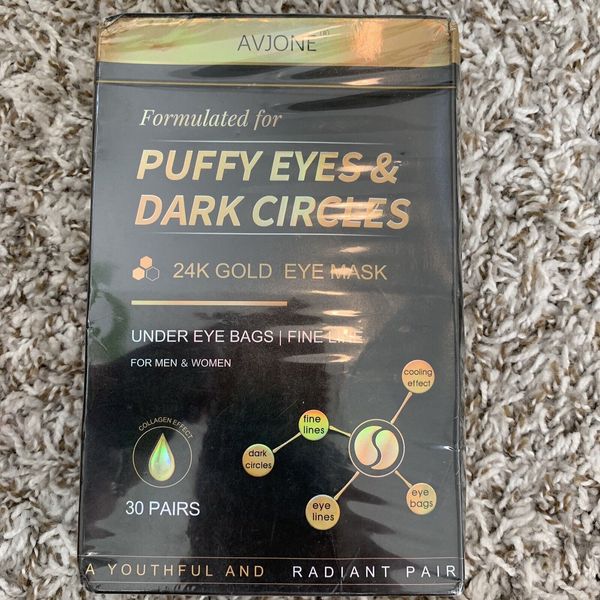 AVJONE
Formulated for
PUFFY EYES &
DARK CIRCLES
24K GOLD EYE MASK
UNDER EYE BAGS | FINE LINE
FOR MEN & WOMEN
cooling
effect
fine
lines
COLLAGEN EFFECT
dark
circles
eye
bags
eye
lines
30 PAIRS
A YOUTHFUL AND RADIANT PAIR